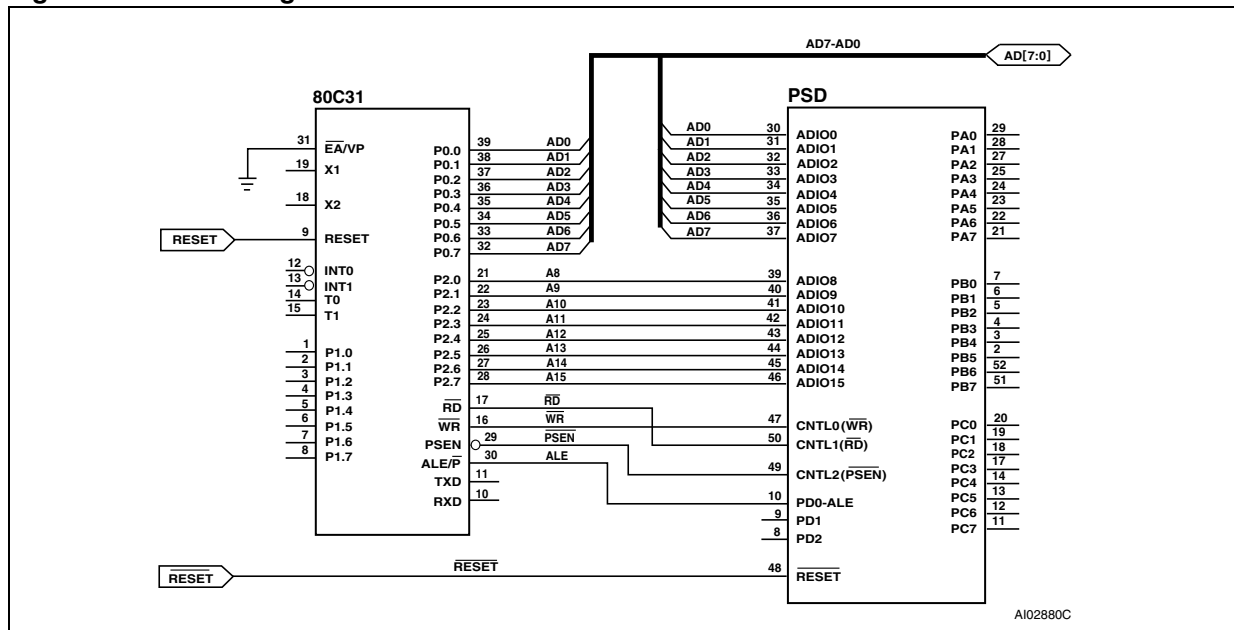 AD7-AD0
AD[7:0]
80C31
31 EA/VP
19 X1
18 X2
RESET
9 RESET
12 INT0
13 INT1
14 T0
15 T1
1 P1.0
2 P1.1
3 P1.2
4 P1.3
5 P1.4
6 P1.5
7 P1.6
8 P1.7
P0.0 39 AD0
P0.1 38 AD1
P0.2 37 AD2
P0.3 36 AD3
P0.4 35 AD4
P0.5 34 AD5
P0.6 33 AD6
P0.7 32 AD7
P2.0 21 A8
P2.1 22 A9
P2.2 23 A10
P2.3 24 A11
P2.4 25 A12
P2.5 26 A13
P2.6 27 A14
P2.7 28 A15
RD 17 RD
WR 16 WR
PSEN 29 PSEN
ALE/P 30 ALE
TXD 11
RXD 10
PSD
AD0 30 ADIO0
AD1 31 ADIO1
AD2 32 ADIO2
AD3 33 ADIO3
AD4 34 ADIO4
AD5 35 ADIO5
AD6 36 ADIO6
AD7 37 ADIO7
39 ADIO8
40 ADIO9
41 ADIO10
42 ADIO11
43 ADIO12
44 ADIO13
45 ADIO14
46 ADIO15
47 CNTL0(WR)
50 CNTL1(RD)
49 CNTL2(PSEN)
10 PD0-ALE
9 PD1
8 PD2
48 RESET
PA0 29
PA1 28
PA2 27
PA3 25
PA4 24
PA5 23
PA6 22
PA7 21
PB0 7
PB1 6
PB2 5
PB3 4
PB4 3
PB5 2
PB6 52
PB7 51
PC0 20
PC1 19
PC2 18
PC3 17
PC4 14
PC5 13
PC6 12
PC7 11
RESET
RESET
AI02880C